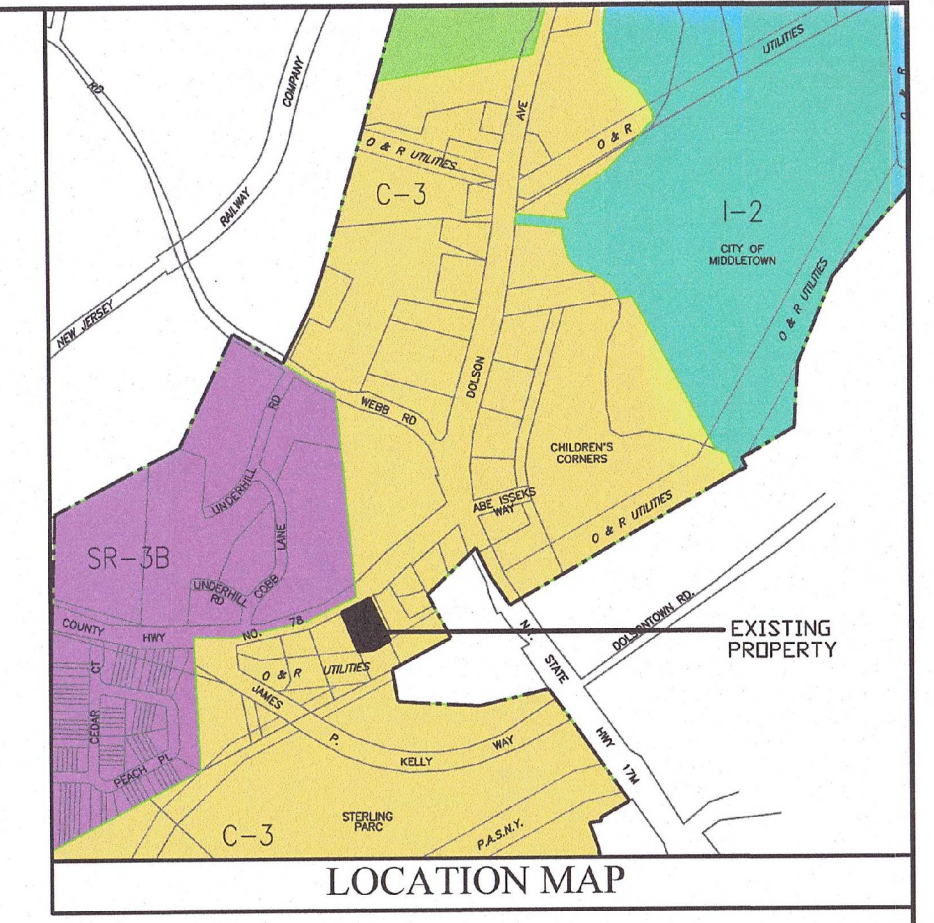 RD
COMPANY
RAILWAY
NEW JERSEY
AVE
UTILITIES
O & R
O & R
O & R UTILITIES
C-3
I-2
CITY OF
MIDDLETOWN
O & R UTILITIES
DOLSON
WEBB RD
RD
CHILDREN'S
CORNERS
UNDERHILL
ABE ISSEKS
WAY
O & R UTILITIES
LANE
SR-3B
UNDERHILL
RD
COBB
DOLSONTOWN RD.
COUNTY HWY NO. 78
N.Y. STATE HWY 17M
EXISTING
PROPERTY
O & R UTILITIES
CT
CEDAR
JAMES P. KELLY WAY
PEACH PL
STERLING
PARC
C-3
P.A.S.N.Y.
LOCATION MAP